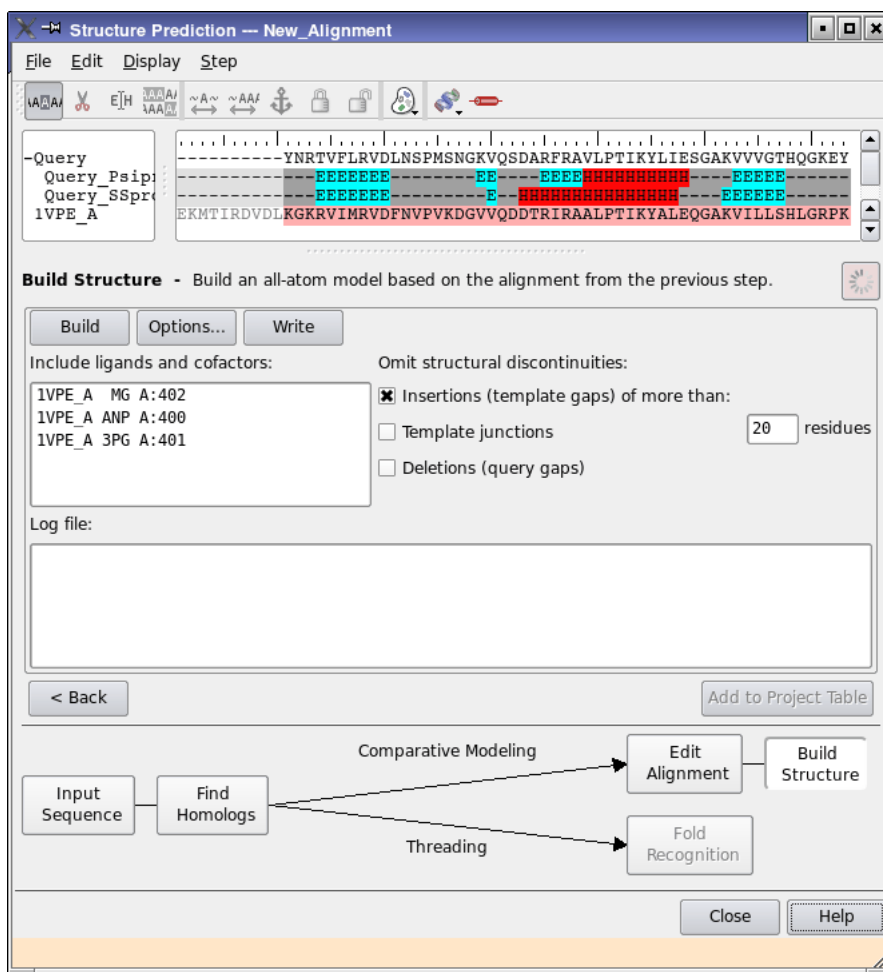 Structure Prediction --- New_Alignment
File Edit Display Step
-Query ----------YNRTVFLRVDLNSPMSNGKVQSDARFRAVLPTIKYLIESGAKVVVGTHQGKEY
Query_Psipr ---EEEEEEE--------EE----EEEEHHHHHHHHHH----EEEEE------
Query_SSpro ---EEEEEEE---------E--HHHHHHHHHHHHHHH----EEEEEE------
1VPE_A EKMTIRDVDLKGKRVIMRVDFNVPVKDGVVQDDTRIRAALPTIKYALEQGAKVILLSHLGRPK
Build Structure - Build an all-atom model based on the alignment from the previous step.
Build Options... Write
Include ligands and cofactors: Omit structural discontinuities:
1VPE_A MG A:402
1VPE_A ANP A:400
1VPE_A 3PG A:401
Insertions (template gaps) of more than:
20 residues
Template junctions
Deletions (query gaps)
Log file:
< Back Add to Project Table
Comparative Modeling
Edit Alignment
Build Structure
Input Sequence
Find Homologs
Threading
Fold Recognition
Close Help